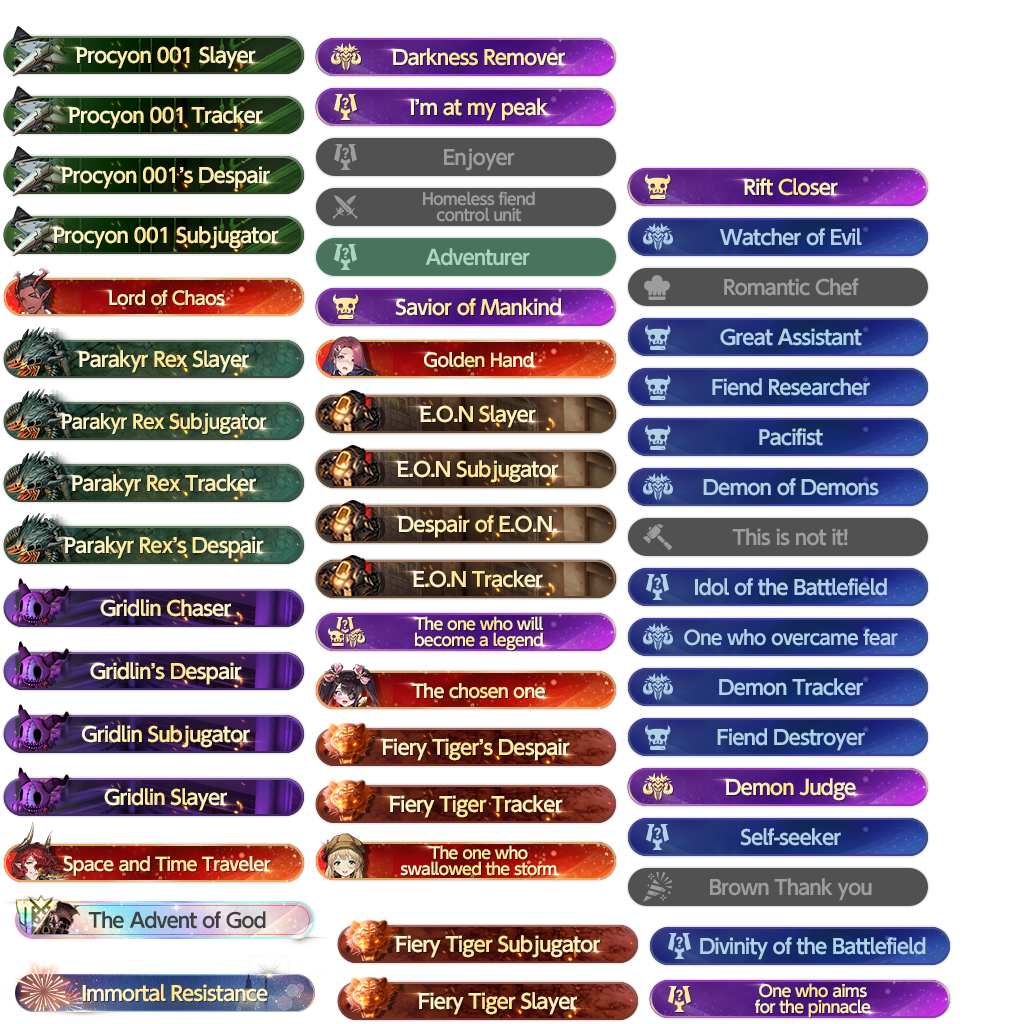 Procyon 001 Slayer
Procyon 001 Tracker
Procyon 001's Despair
Procyon 001 Subjugator
Lord of Chaos
Parakyr Rex Slayer
Parakyr Rex Subjugator
Parakyr Rex Tracker
Parakyr Rex's Despair
Gridlin Chaser
Gridlin's Despair
Gridlin Subjugator
Gridlin Slayer
Space and Time Traveler
The Advent of God
Immortal Resistance
Darkness Remover
I'm at my peak
Enjoyer
Homeless fiend
control unit
Adventurer
Savior of Mankind
Golden Hand
E.O.N Slayer
E.O.N Subjugator
Despair of E.O.N.
E.O.N Tracker
The one who will
become a legend
The chosen one
Fiery Tiger's Despair
Fiery Tiger Tracker
The one who
swallowed the storm
Fiery Tiger Subjugator
Fiery Tiger Slayer
Rift Closer
Watcher of Evil
Romantic Chef
Great Assistant
Fiend Researcher
Pacifist
Demon of Demons
This is not it!
Idol of the Battlefield
One who overcame fear
Demon Tracker
Fiend Destroyer
Demon Judge
Self-seeker
Brown Thank you
Divinity of the Battlefield
One who aims
for the pinnacle